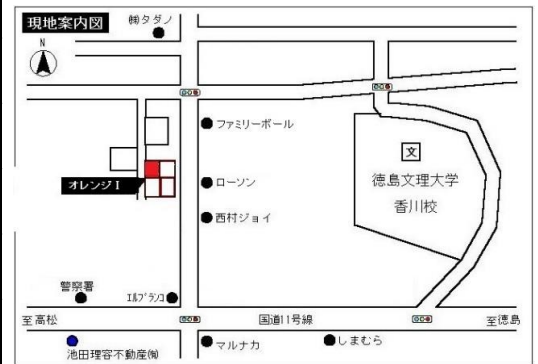 現地案内図
㈱タダノ
N
ファミリーボール
文
徳島文理大学
香川校
オレンジⅠ
ローソン
西村ジョイ
警察署
エルブランコ
至高松
国道11号線
至徳島
池田理容不動産㈱
マルナカ
しまむら